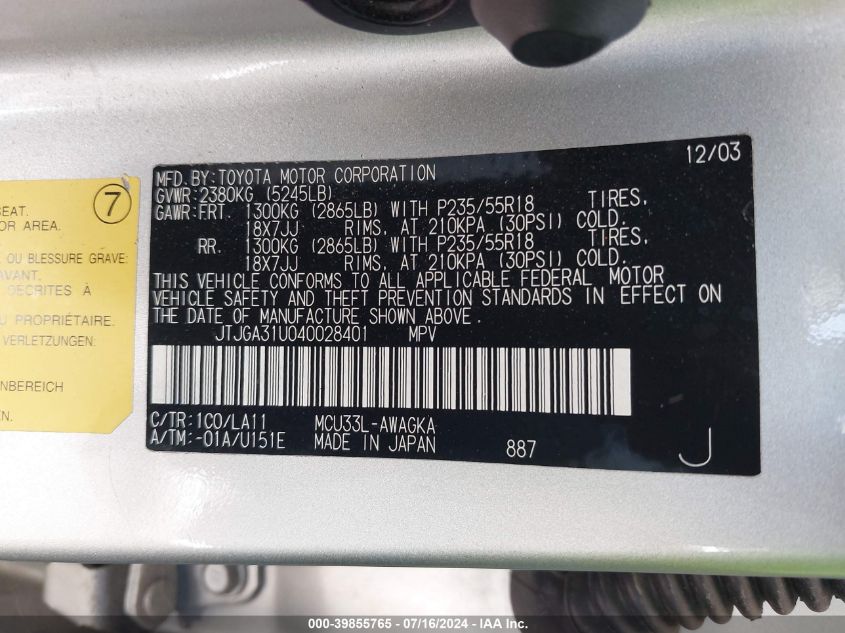 7
SEAT.
OR AREA.
OU BLESSURE GRAVE:
AVANT.
DECRITES À
U PROPRIÉTAIRE.
VERLETZUNGEN:
NBEREICH
N.
12/03
MFD.BY:TOYOTA MOTOR CORPORATION
GVWR:2380KG (5245LB)
GAWR:FRT. 1300KG (2865LB) WITH P235/55R18 TIRES,
18X7JJ RIMS, AT 210KPA (30PSI) COLD.
RR. 1300KG (2865LB) WITH P235/55R18 TIRES,
18X7JJ RIMS, AT 210KPA (30PSI) COLD.
THIS VEHICLE CONFORMS TO ALL APPLICABLE FEDERAL MOTOR
VEHICLE SAFETY AND THEFT PREVENTION STANDARDS IN EFFECT ON
THE DATE OF MANUFACTURE SHOWN ABOVE.
JTJGA31U040028401 MPV
C/TR:1C0/LA11 MCU33L-AWAGKA
A/TM:-01A/U151E MADE IN JAPAN 887 J
000-39855765 - 07/16/2024 - IAAI.com